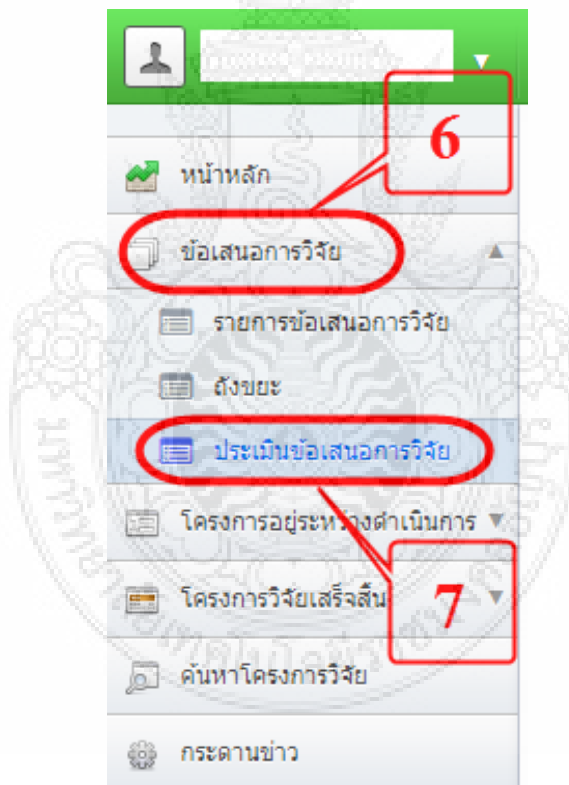 6
หน้าหลัก
ข้อเสนอการวิจัย
รายการข้อเสนอการวิจัย
ถังขยะ
ประเมินข้อเสนอการวิจัย
โครงการอยู่ระหว่างดำเนินการ
โครงการวิจัยเสร็จสิ้น
7
ค้นหาโครงการวิจัย
กระดานข่าว